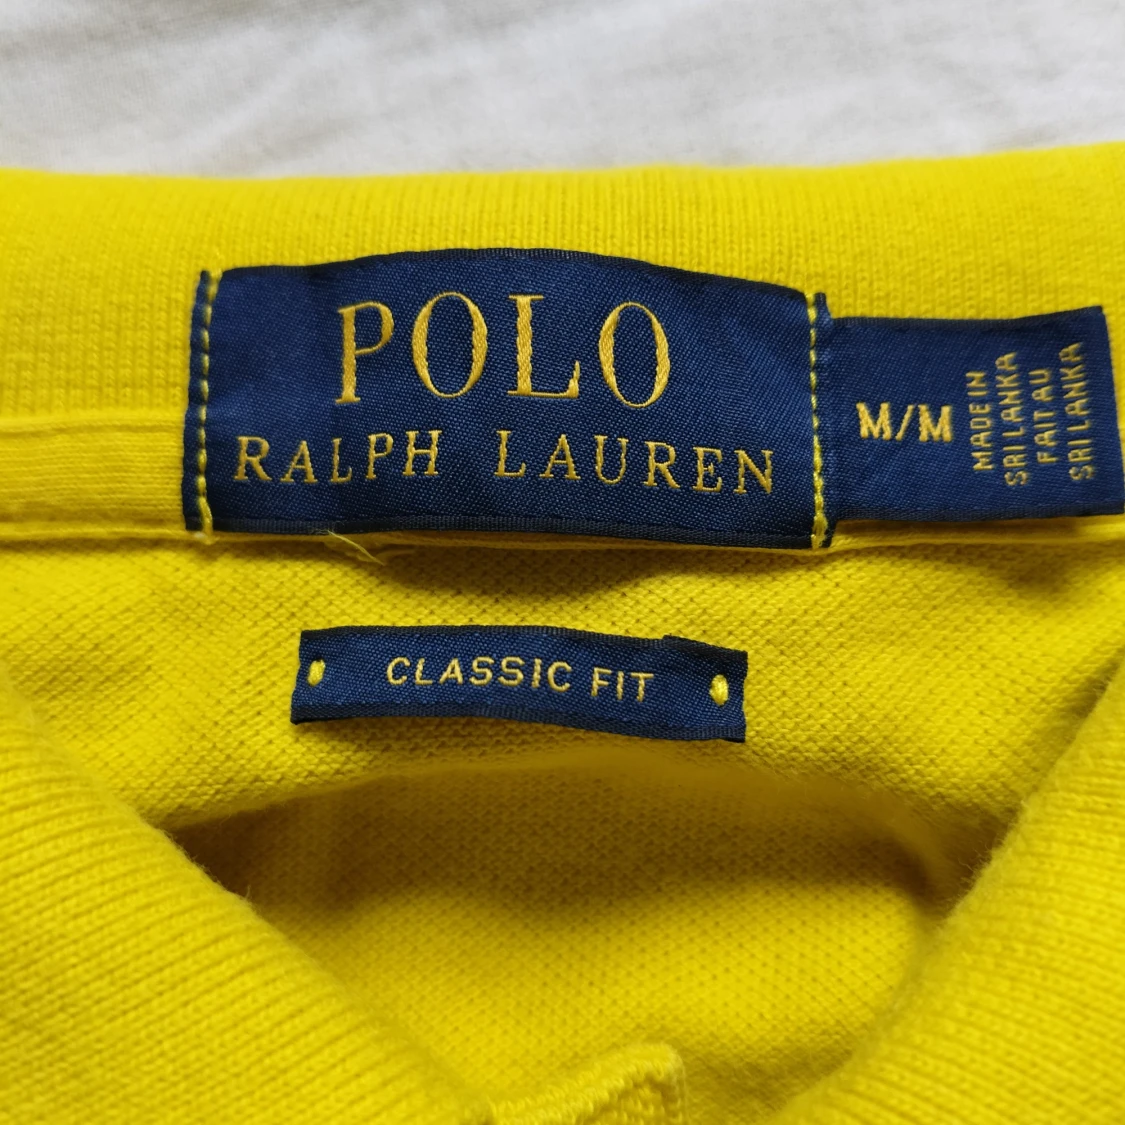 POLO
RALPH LAUREN
M/M
MADE IN
SRI LANKA
FAIT AU
SRI LANKA
CLASSIC FIT